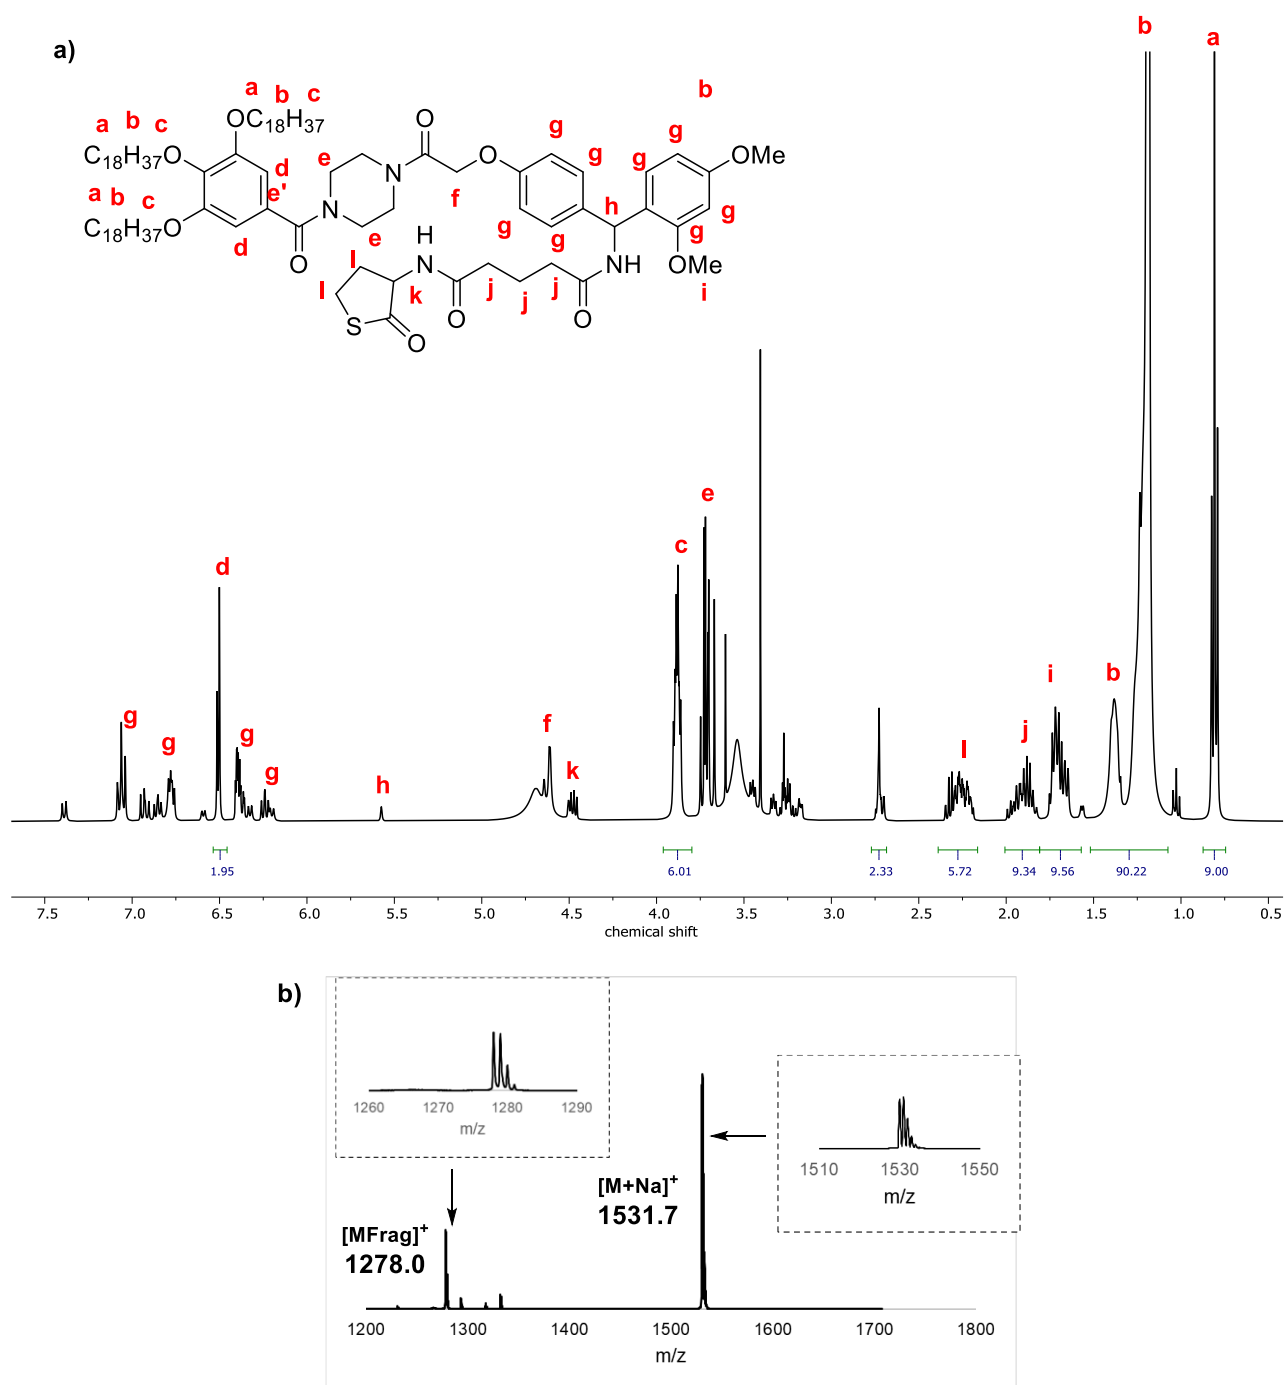 a)
b
a
a b c
OC18H37
a b c
C18H37O
a b c
C18H37O
d
e'
d
O
e
N
N
e
O
O
f
g
g
g
g
h
g
g
g
g
b
OMe
OMe
i
NH
O
j
j
j
O
H
N
k
l
l
S
O
g
g
d
g
g
h
f
k
c
e
l
j
i
b
1.95
6.01
2.33
5.72
9.34
9.56
90.22
9.00
7.5 7.0 6.5 6.0 5.5 5.0 4.5 4.0 3.5 3.0 2.5 2.0 1.5 1.0 0.5
chemical shift
b)
1260 1270 1280 1290
m/z
1510 1530 1550
m/z
[M+Na]+
1531.7
[MFrag]+
1278.0
1200 1300 1400 1500 1600 1700 1800
m/z